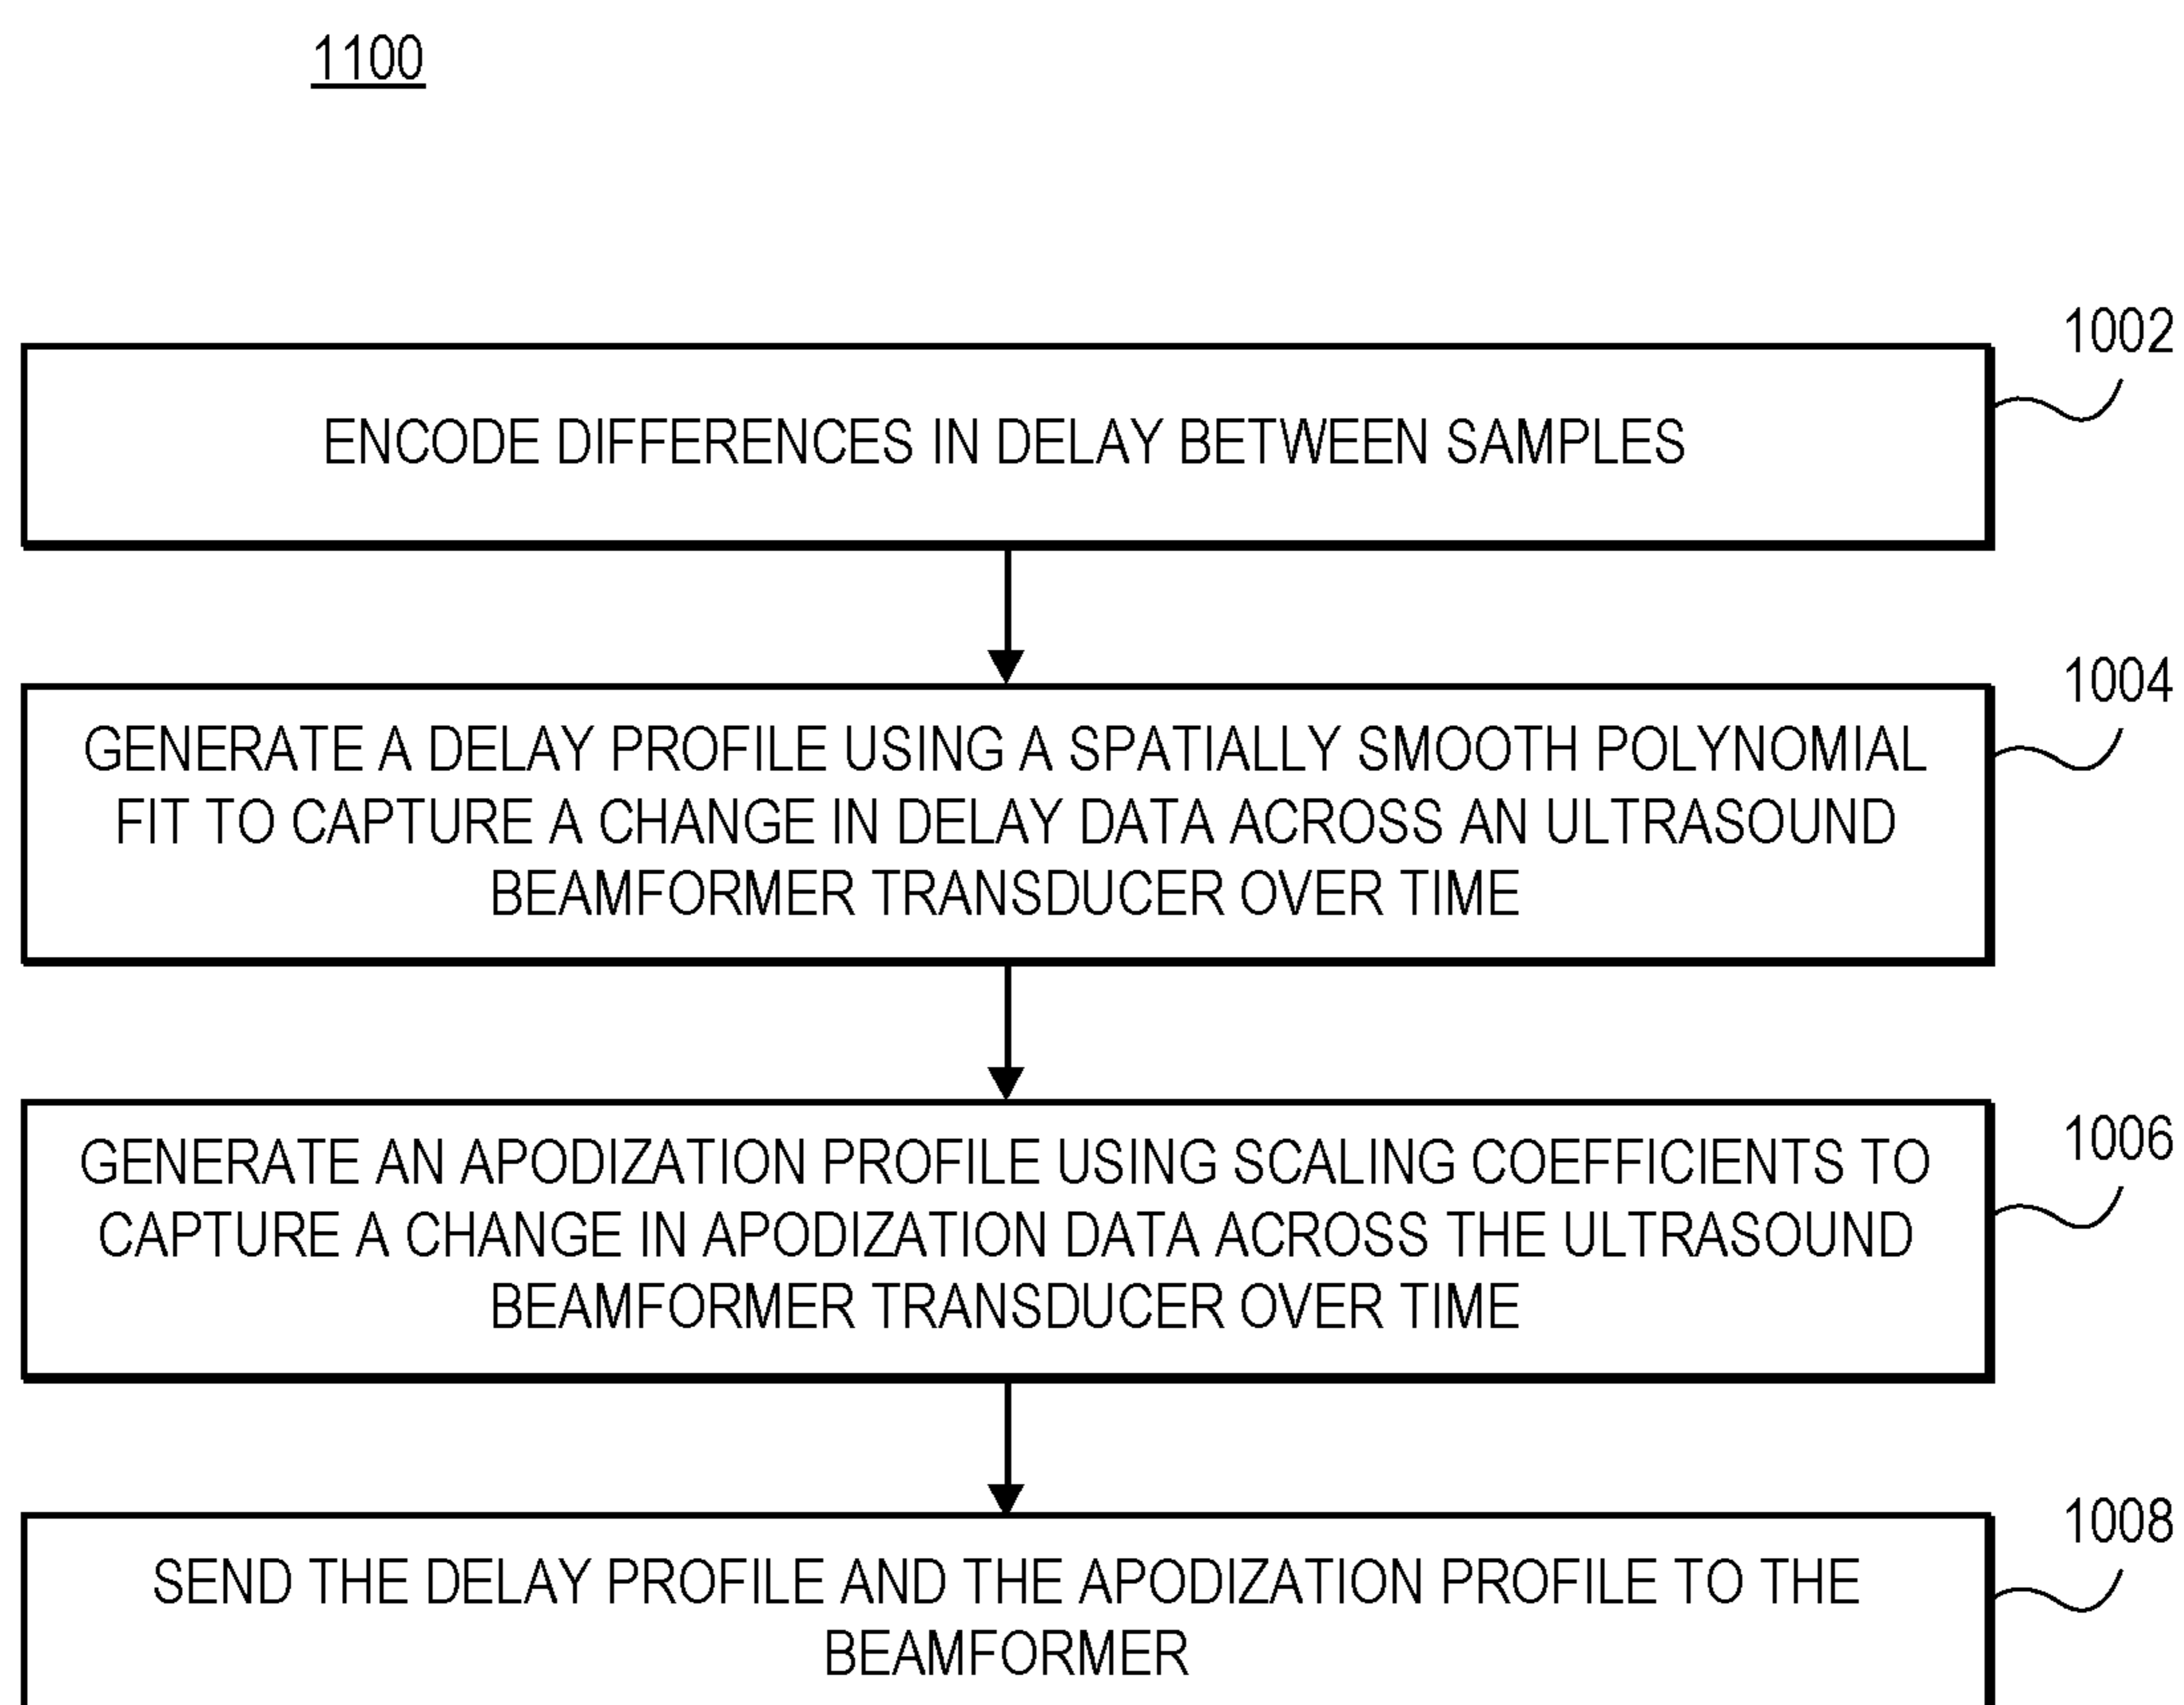 1100
1002
ENCODE DIFFERENCES IN DELAY BETWEEN SAMPLES
1004
GENERATE A DELAY PROFILE USING A SPATIALLY SMOOTH POLYNOMIAL
FIT TO CAPTURE A CHANGE IN DELAY DATA ACROSS AN ULTRASOUND
BEAMFORMER TRANSDUCER OVER TIME
1006
GENERATE AN APODIZATION PROFILE USING SCALING COEFFICIENTS TO
CAPTURE A CHANGE IN APODIZATION DATA ACROSS THE ULTRASOUND
BEAMFORMER TRANSDUCER OVER TIME
1008
SEND THE DELAY PROFILE AND THE APODIZATION PROFILE TO THE
BEAMFORMER